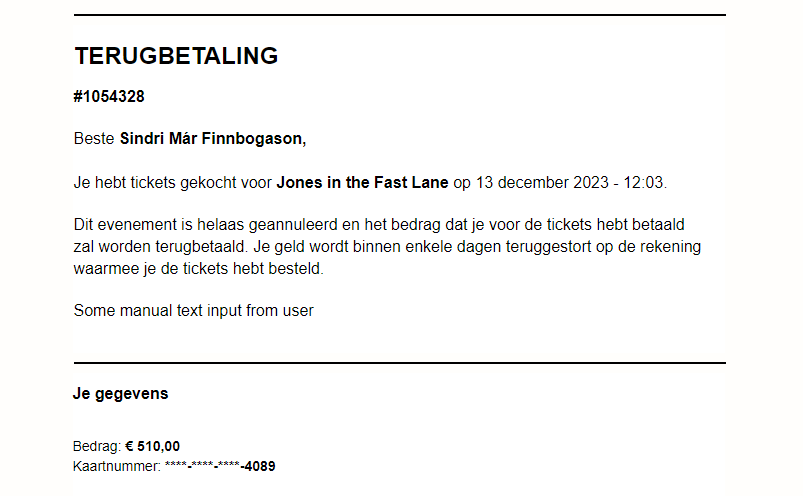 TERUGBETALING
#1054328
Beste Sindri Már Finnbogason,
Je hebt tickets gekocht voor Jones in the Fast Lane op 13 december 2023 - 12:03.
Dit evenement is helaas geannuleerd en het bedrag dat je voor de tickets hebt betaald
zal worden terugbetaald. Je geld wordt binnen enkele dagen teruggestort op de rekening
waarmee je de tickets hebt besteld.
Some manual text input from user
Je gegevens
Bedrag: € 510,00
Kaartnummer: ****-****-****-4089